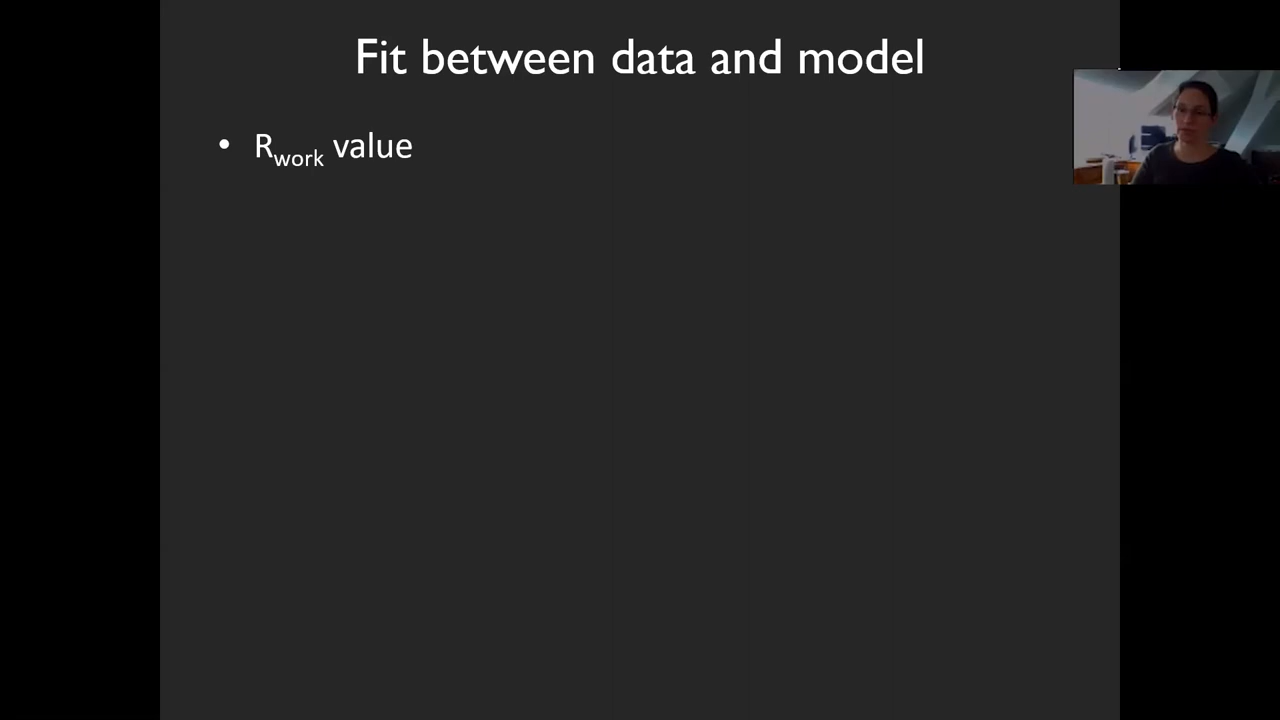 Fit between data and model
• Rwork value